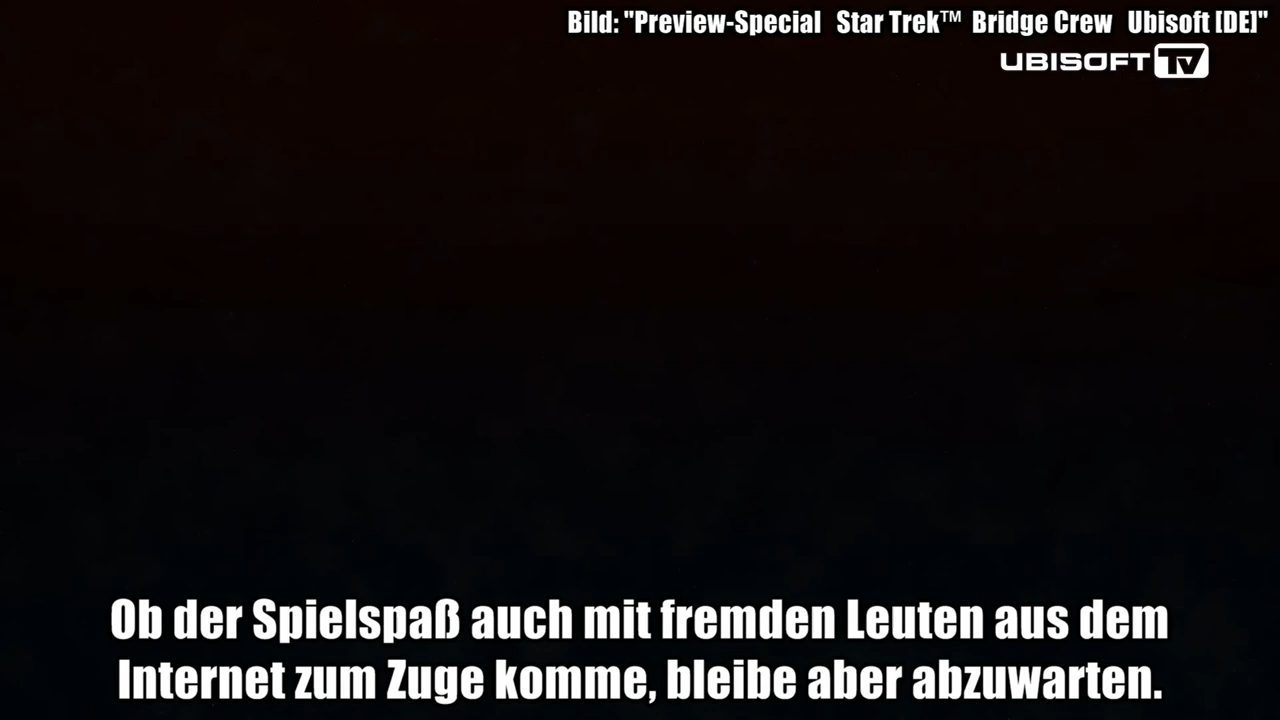 Bild: "Preview-Special Star Trek™ Bridge Crew Ubisoft [DE]"
UBISOFT TV
Ob der Spielspaß auch mit fremden Leuten aus dem
Internet zum Zuge komme, bleibe aber abzuwarten.